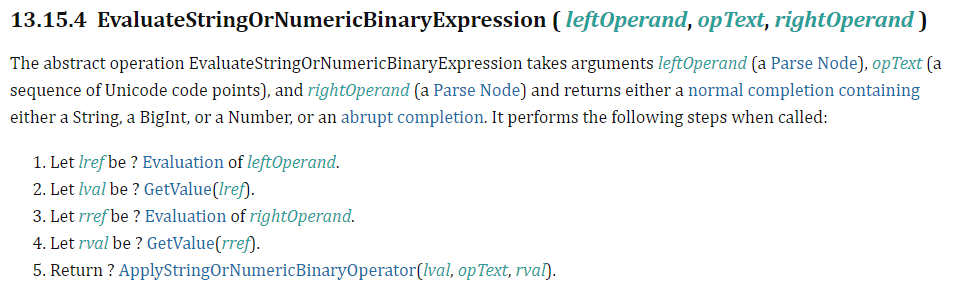 13.15.4 EvaluateStringOrNumericBinaryExpression ( leftOperand, opText, rightOperand )
The abstract operation EvaluateStringOrNumericBinaryExpression takes arguments leftOperand (a Parse Node), opText (a
sequence of Unicode code points), and rightOperand (a Parse Node) and returns either a normal completion containing
either a String, a BigInt, or a Number, or an abrupt completion. It performs the following steps when called:
1. Let lref be ? Evaluation of leftOperand.
2. Let lval be ? GetValue(lref).
3. Let rref be ? Evaluation of rightOperand.
4. Let rval be ? GetValue(rref).
5. Return ? ApplyStringOrNumericBinaryOperator(lval, opText, rval).